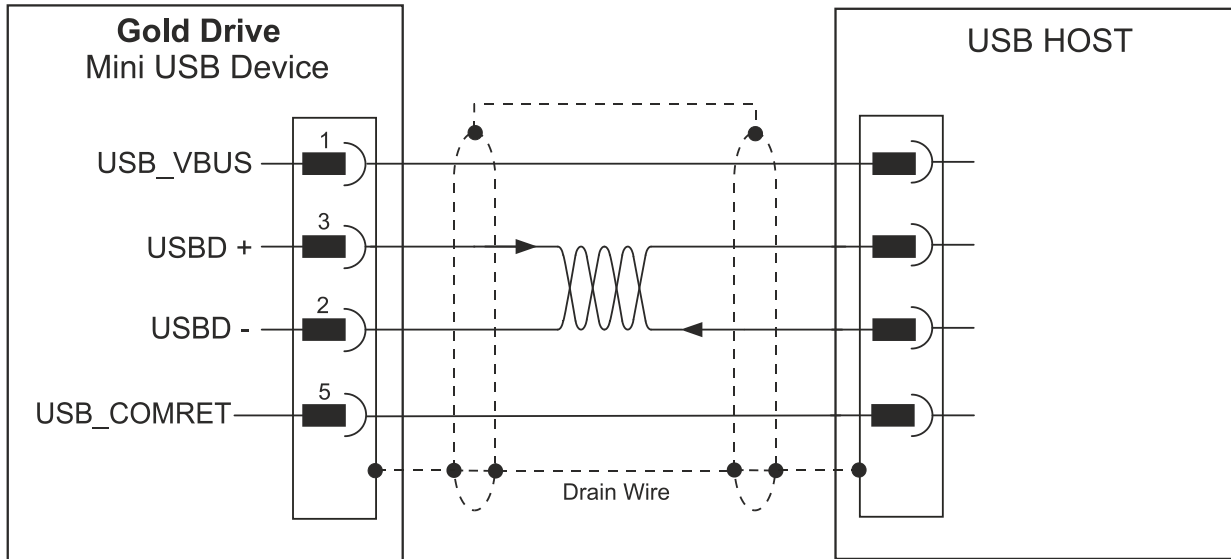 Gold Drive
Mini USB Device
USB HOST
USB_VBUS
1
USBD +
3
USBD -
2
USB_COMRET
5
Drain Wire